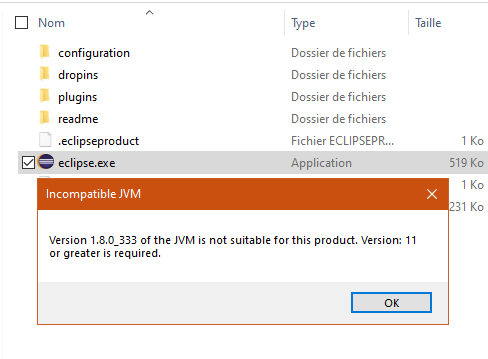 Nom Type Taille
configuration Dossier de fichiers
dropins Dossier de fichiers
plugins Dossier de fichiers
readme Dossier de fichiers
.eclipseproduct Fichier ECLIPSEPR... 1 Ko
eclipse.exe Application 519 Ko
1 Ko
Incompatible JVM
231 Ko
Version 1.8.0_333 of the JVM is not suitable for this product. Version: 11
or greater is required.
OK